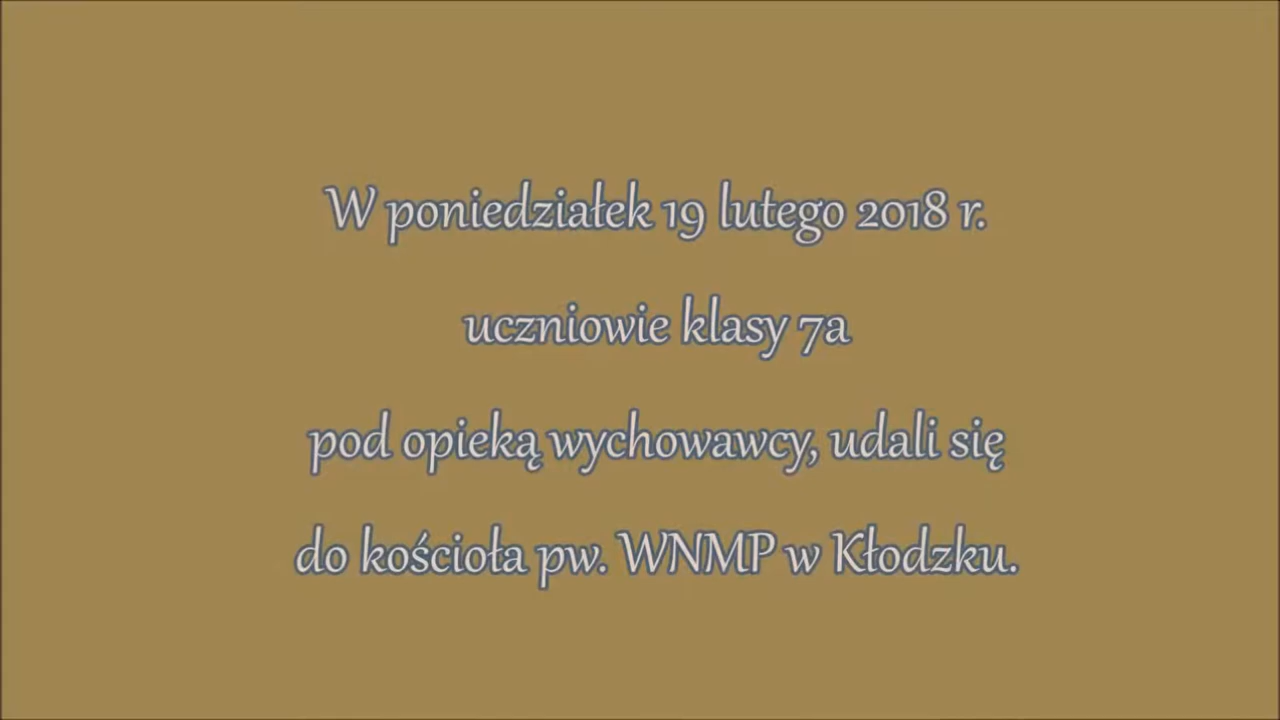 W poniedziałek 19 lutego 2018 r.
uczniowie klasy 7a
pod opieką wychowawcy, udali się
do kościoła pw. WNMP w Kłodzku.